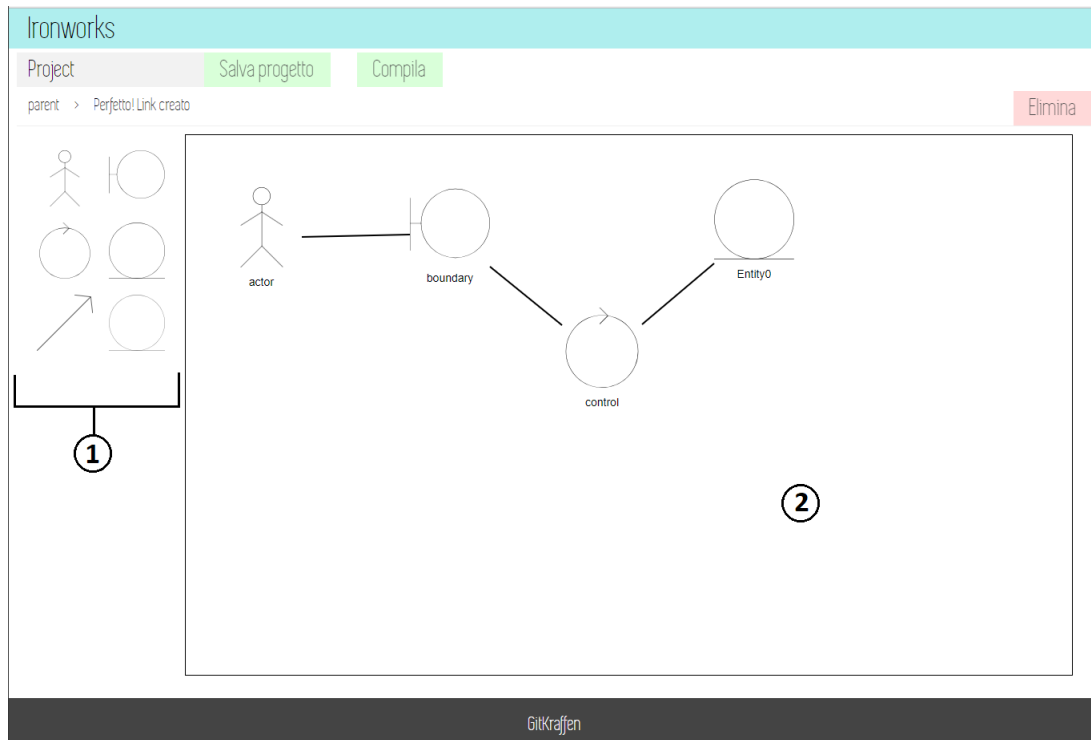 Ironworks
Project
Salva progetto
Compila
parent > Perfetto! Link creato
Elimina
actor
boundary
Entity0
control
1
2
GitKraffen